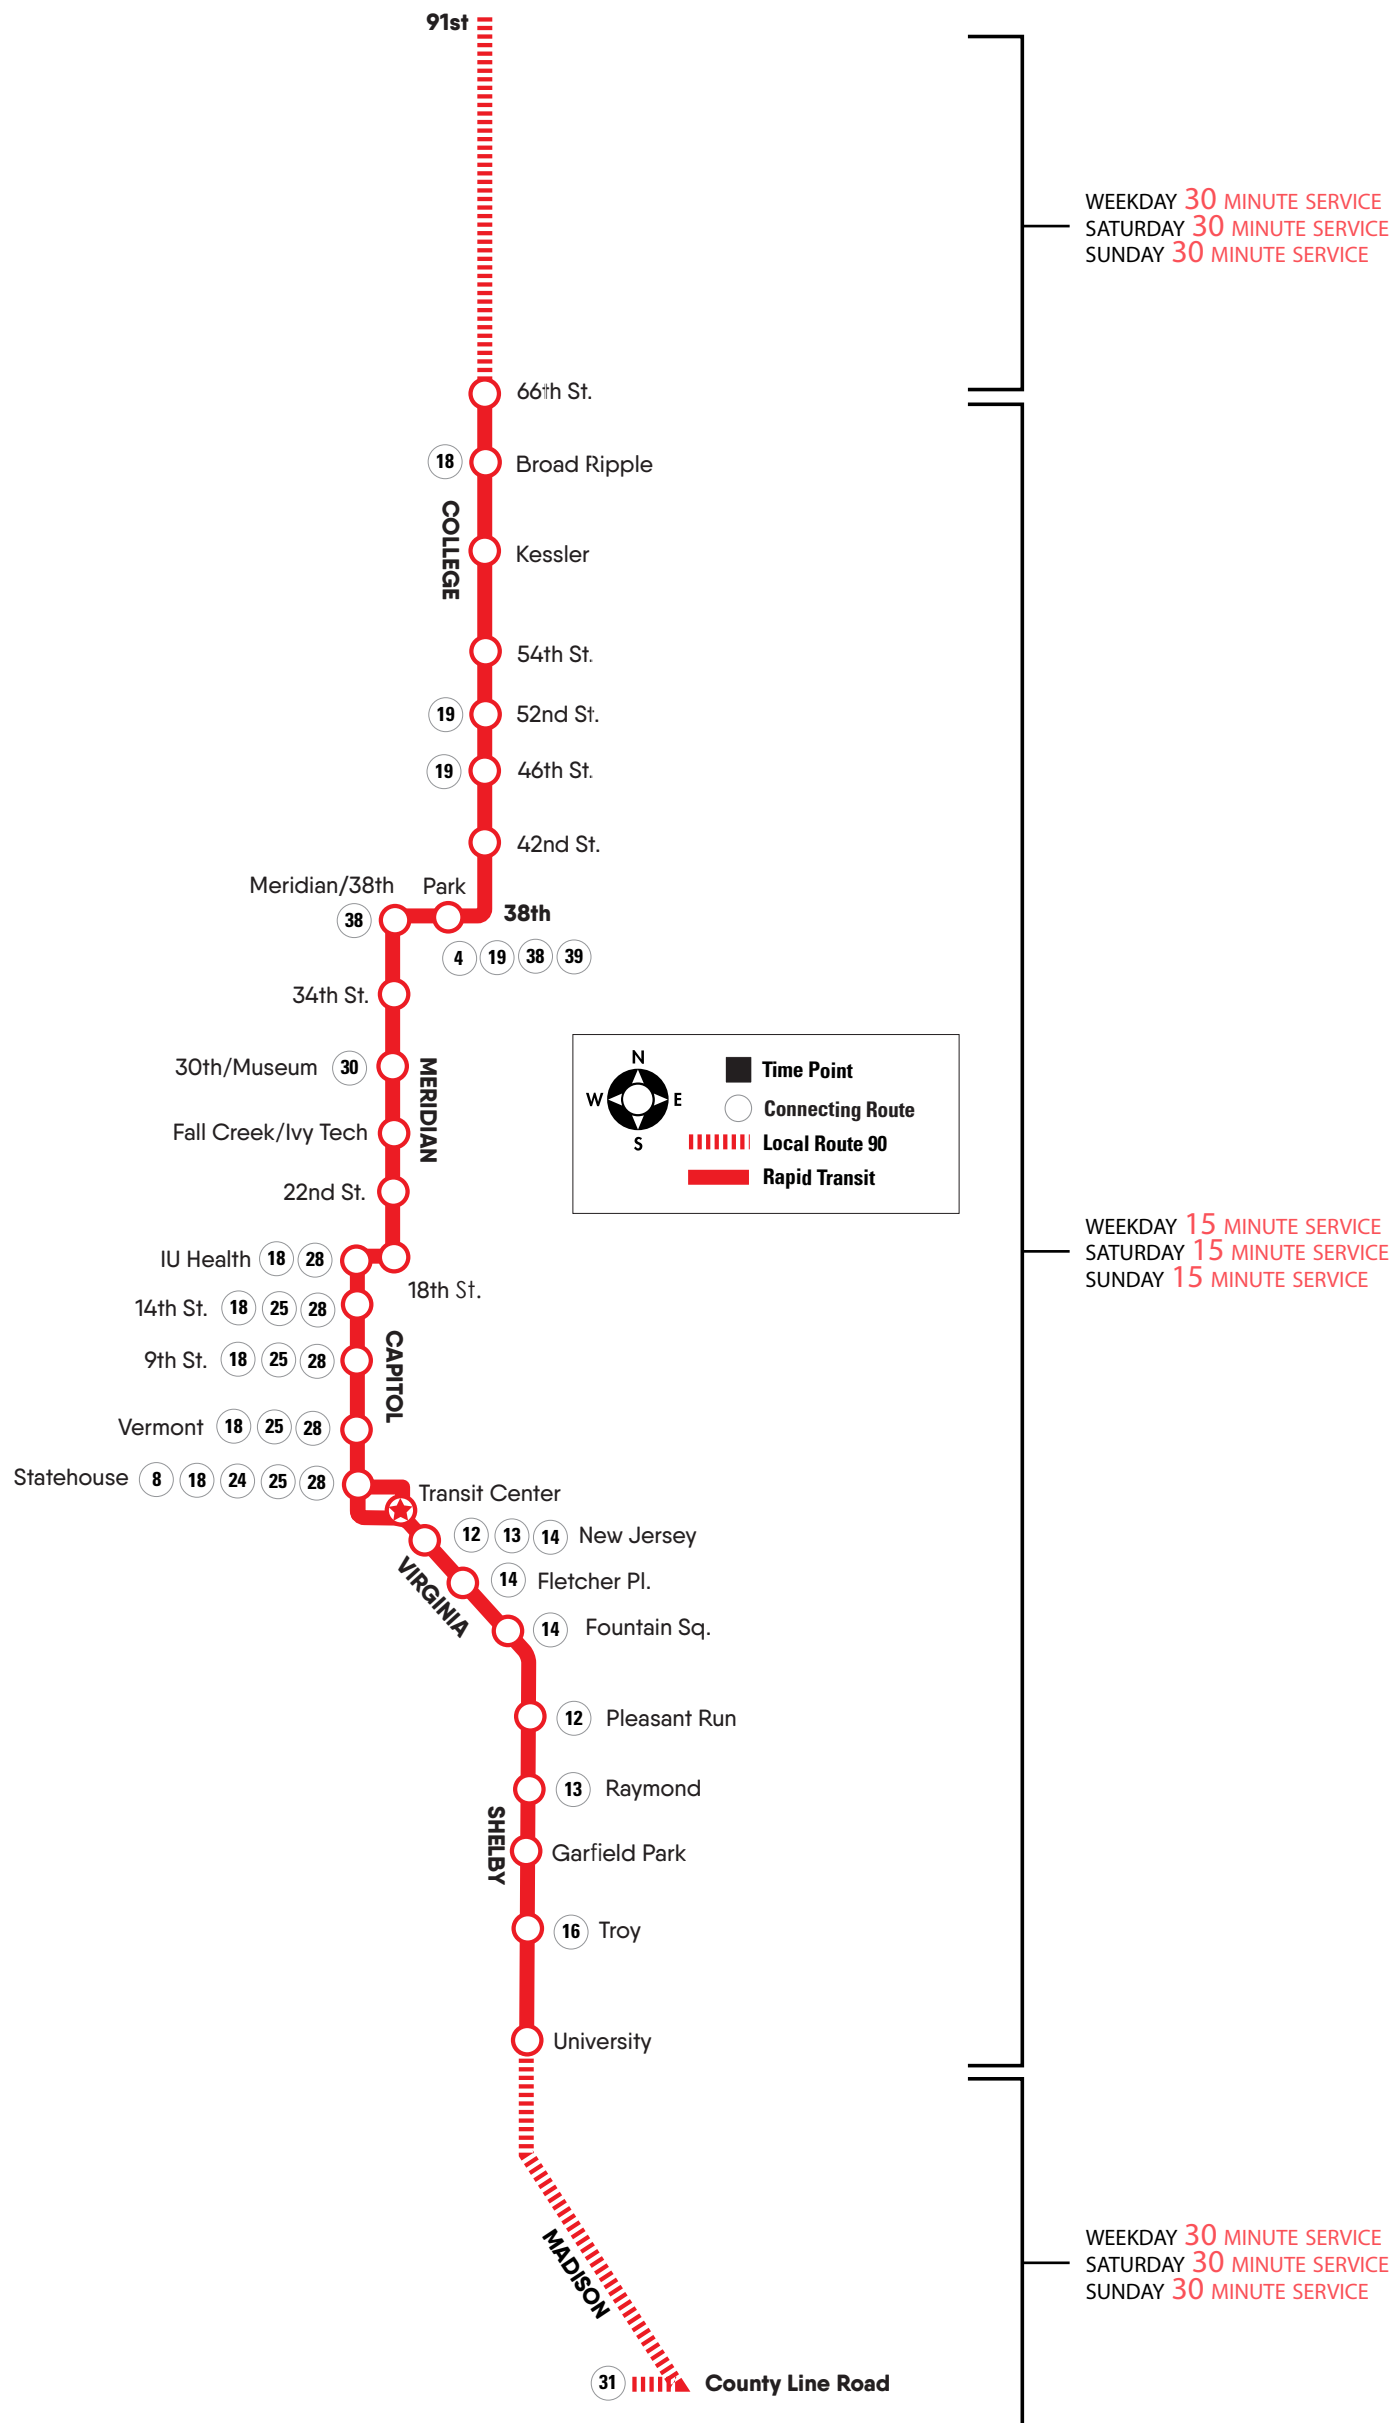 91st
WEEKDAY 30 MINUTE SERVICE
SATURDAY 30 MINUTE SERVICE
SUNDAY 30 MINUTE SERVICE
66th St.
18 Broad Ripple
COLLEGE
Kessler
54th St.
19 52nd St.
19 46th St.
42nd St.
Meridian/38th
Park
38
38th
4 19 38 39
34th St.
30th/Museum 30
MERIDIAN
Fall Creek/Ivy Tech
22nd St.
N
W E
S
Time Point
Connecting Route
Local Route 90
Rapid Transit
WEEKDAY 15 MINUTE SERVICE
SATURDAY 15 MINUTE SERVICE
SUNDAY 15 MINUTE SERVICE
IU Health 18 28
18th St.
14th St. 18 25 28
CAPITOL
9th St. 18 25 28
Vermont 18 25 28
Statehouse 8 18 24 25 28
Transit Center
12 13 14 New Jersey
VIRGINIA
14 Fletcher Pl.
14 Fountain Sq.
12 Pleasant Run
13 Raymond
SHELBY
Garfield Park
16 Troy
University
MADISON
WEEKDAY 30 MINUTE SERVICE
SATURDAY 30 MINUTE SERVICE
SUNDAY 30 MINUTE SERVICE
31 County Line Road